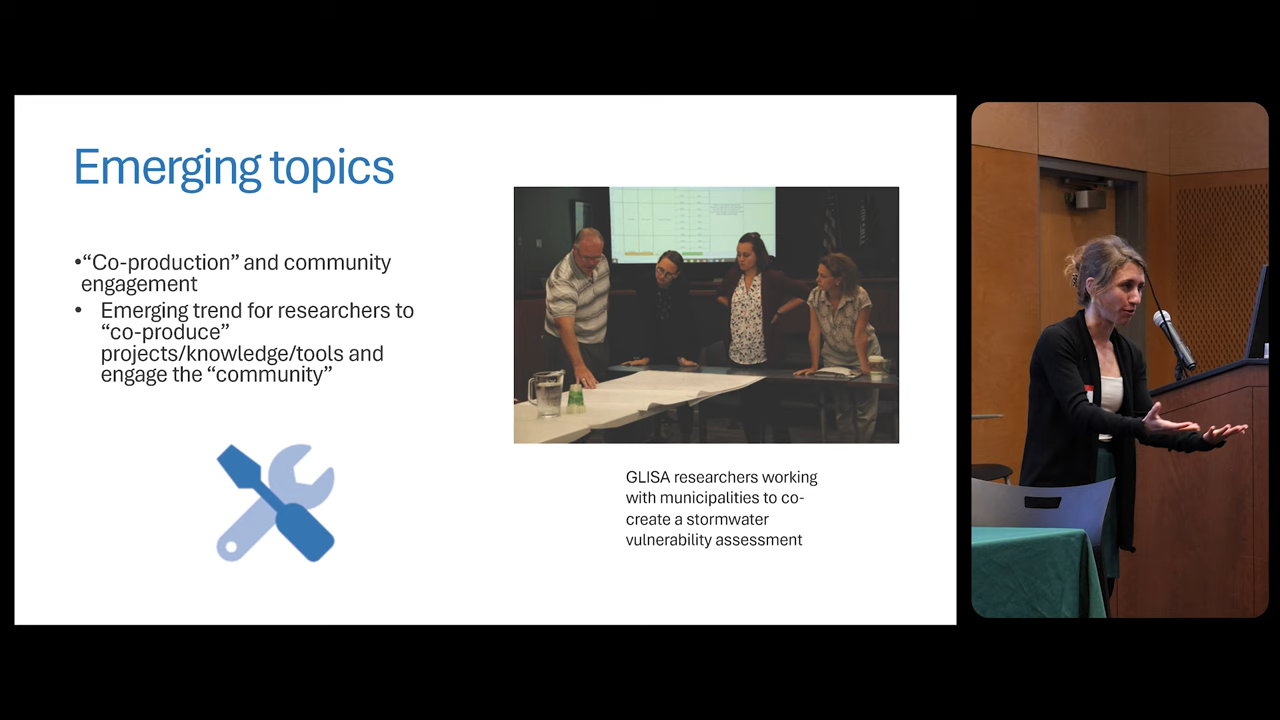 Emerging topics
•“Co-production” and community
engagement
• Emerging trend for researchers to
“co-produce”
projects/knowledge/tools and
engage the “community”
GLISA researchers working
with municipalities to co-
create a stormwater
vulnerability assessment